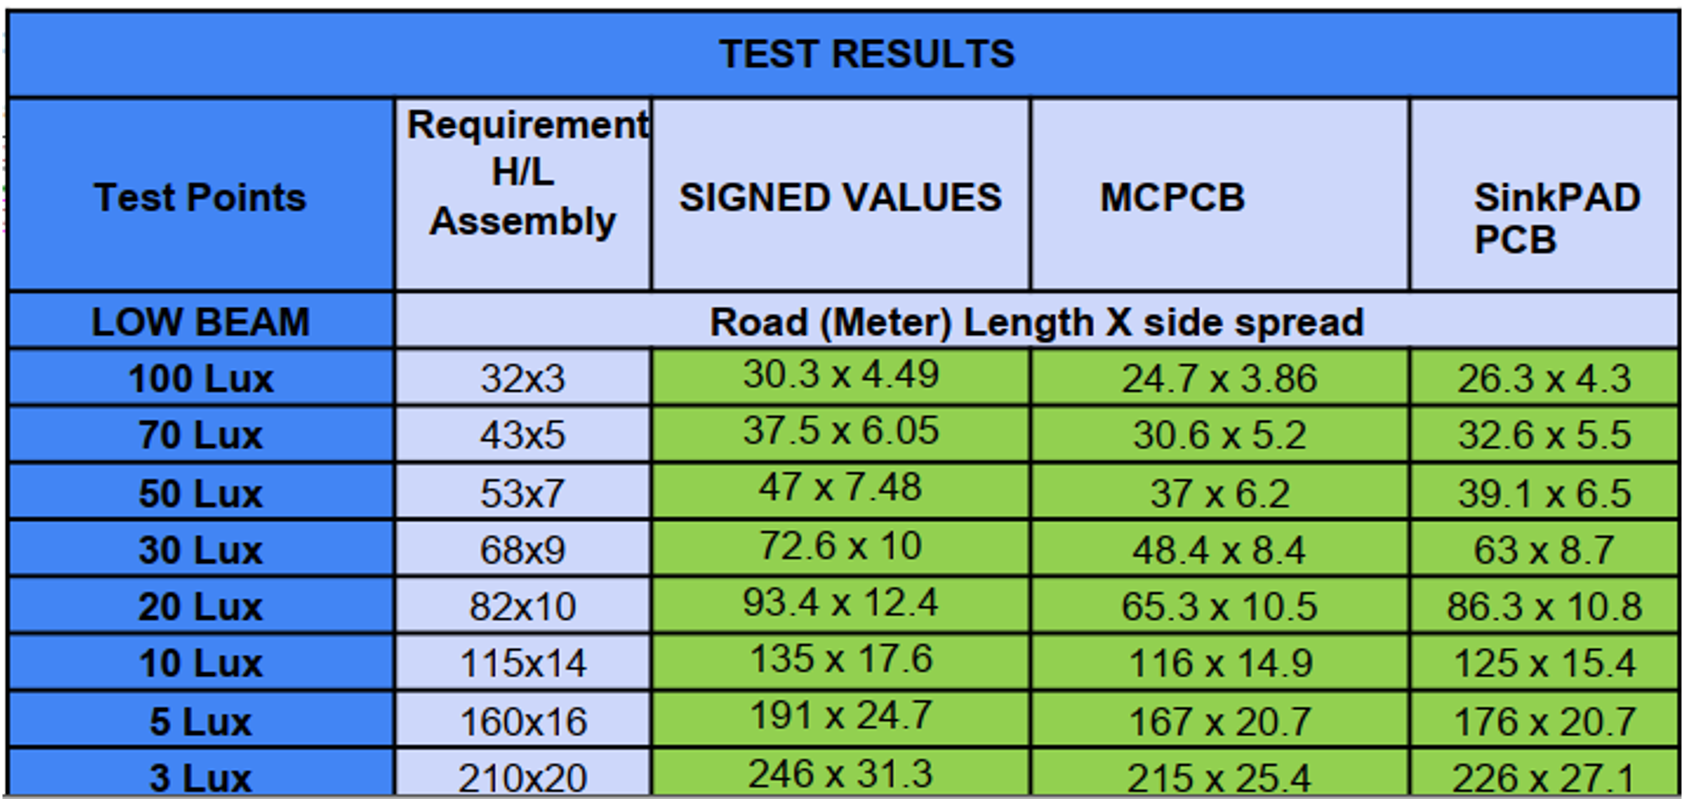 TEST RESULTS
Test Points
Requirement
H/L
Assembly
SIGNED VALUES
MCPCB
SinkPAD
PCB
LOW BEAM
Road (Meter) Length X side spread
100 Lux 32x3 30.3 x 4.49 24.7 x 3.86 26.3 x 4.3
70 Lux 43x5 37.5 x 6.05 30.6 x 5.2 32.6 x 5.5
50 Lux 53x7 47 x 7.48 37 x 6.2 39.1 x 6.5
30 Lux 68x9 72.6 x 10 48.4 x 8.4 63 x 8.7
20 Lux 82x10 93.4 x 12.4 65.3 x 10.5 86.3 x 10.8
10 Lux 115x14 135 x 17.6 116 x 14.9 125 x 15.4
5 Lux 160x16 191 x 24.7 167 x 20.7 176 x 20.7
3 Lux 210x20 246 x 31.3 215 x 25.4 226 x 27.1